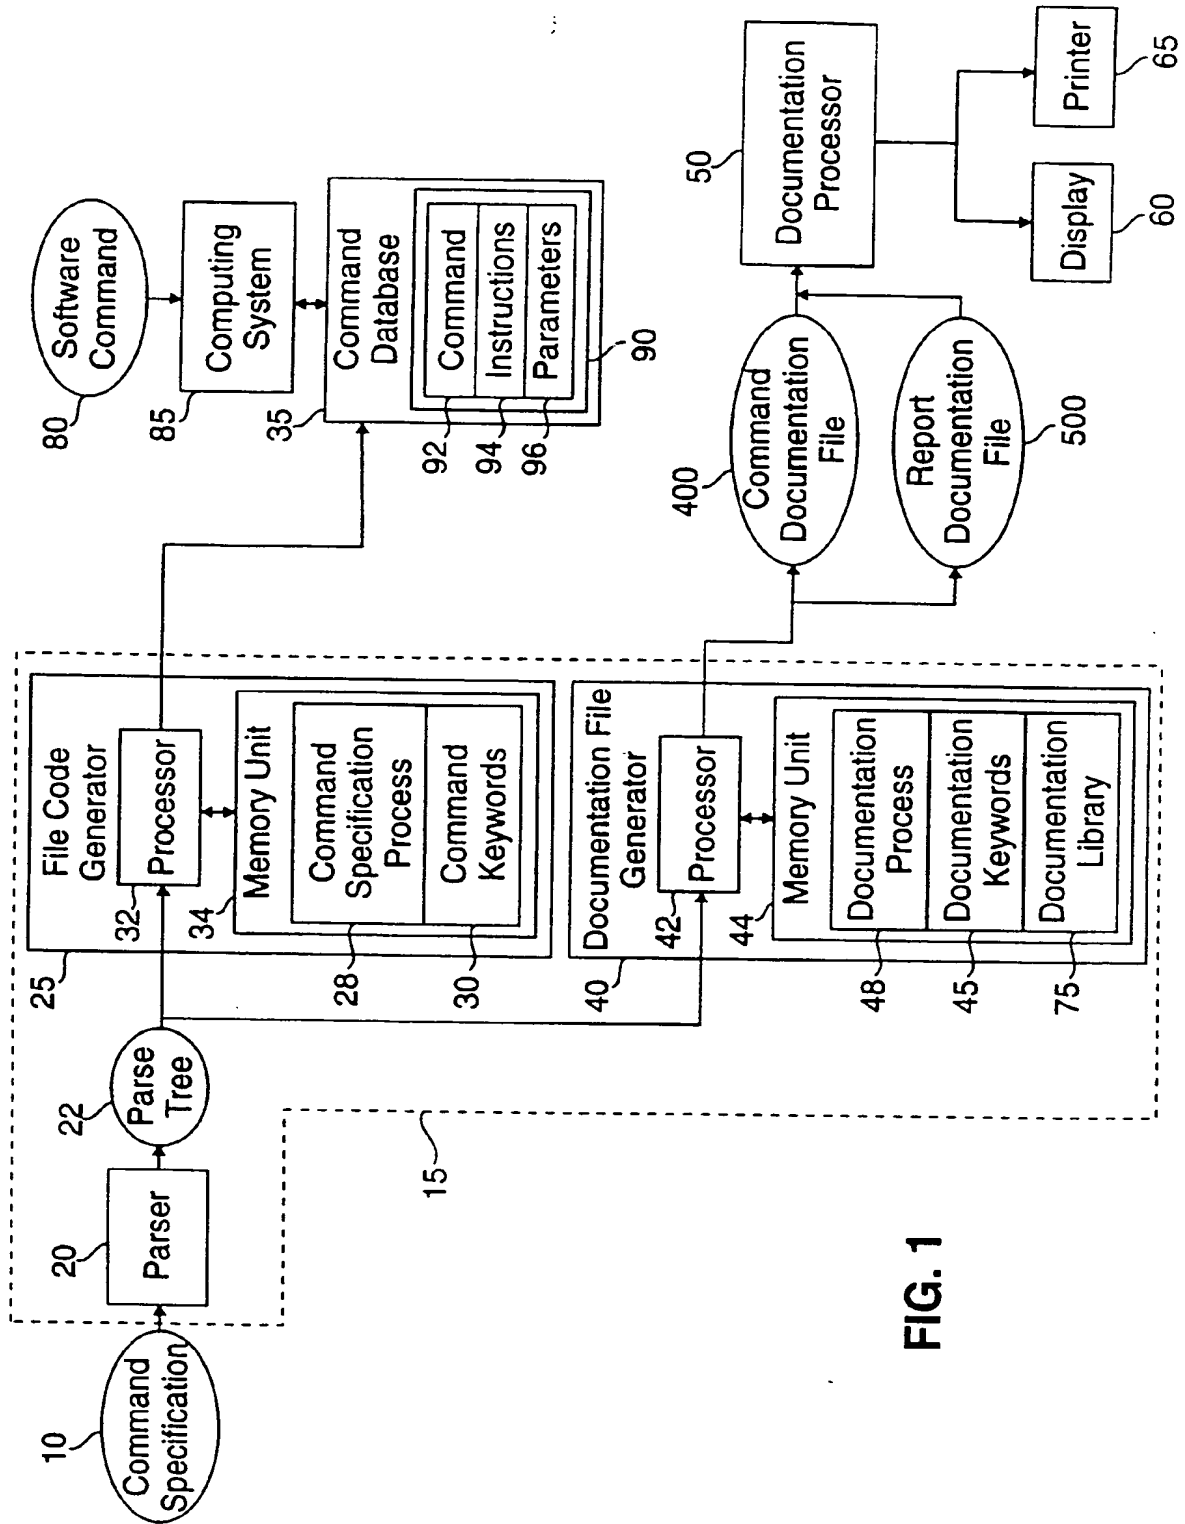 10
Command
Specification
20
Parser
22
Parse
Tree
15
25
File Code
Generator
32
Processor
34
Memory Unit
28
Command
Specification
Process
30
Command
Keywords
40
Documentation File
Generator
42
Processor
44
Memory Unit
48
Documentation
Process
45
Documentation
Keywords
75
Documentation
Library
80
Software
Command
85
Computing
System
35
Command
Database
92
Command
94
Instructions
96
Parameters
90
400
Command
Documentation
File
Report
Documentation
File
500
50
Documentation
Processor
Display
60
Printer
65
FIG. 1